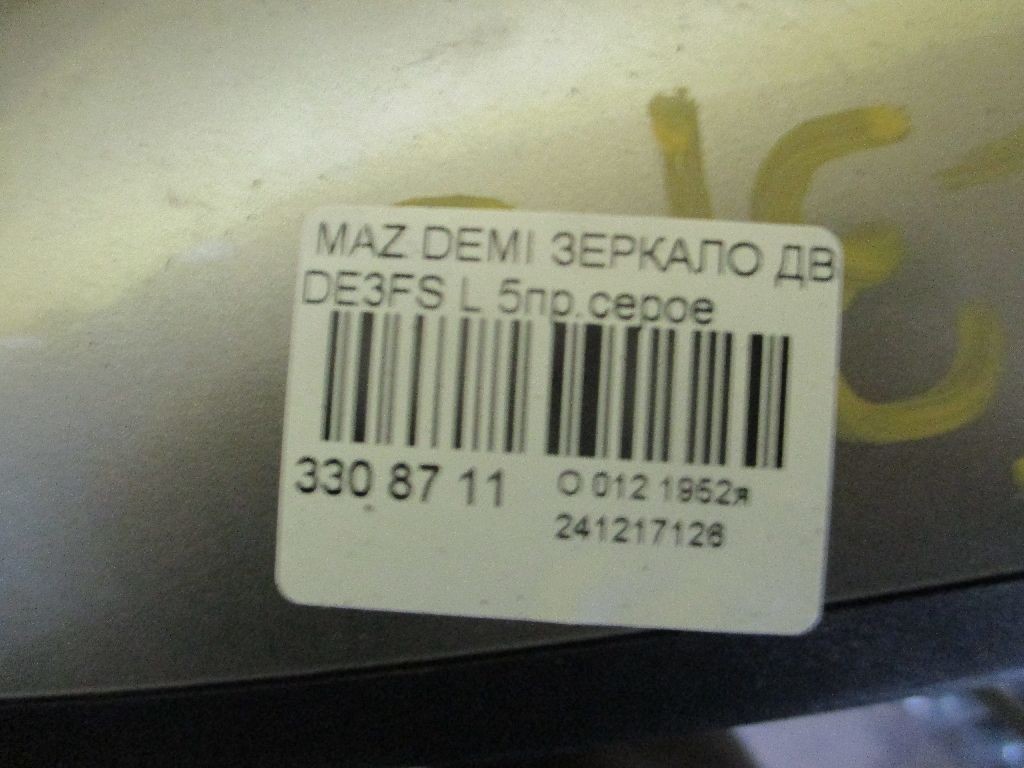 MAZ DEMI ЗЕРКАЛО ДВ
DE3FS L 5пр.серое
330 87 11
О 012 1952я
241217126